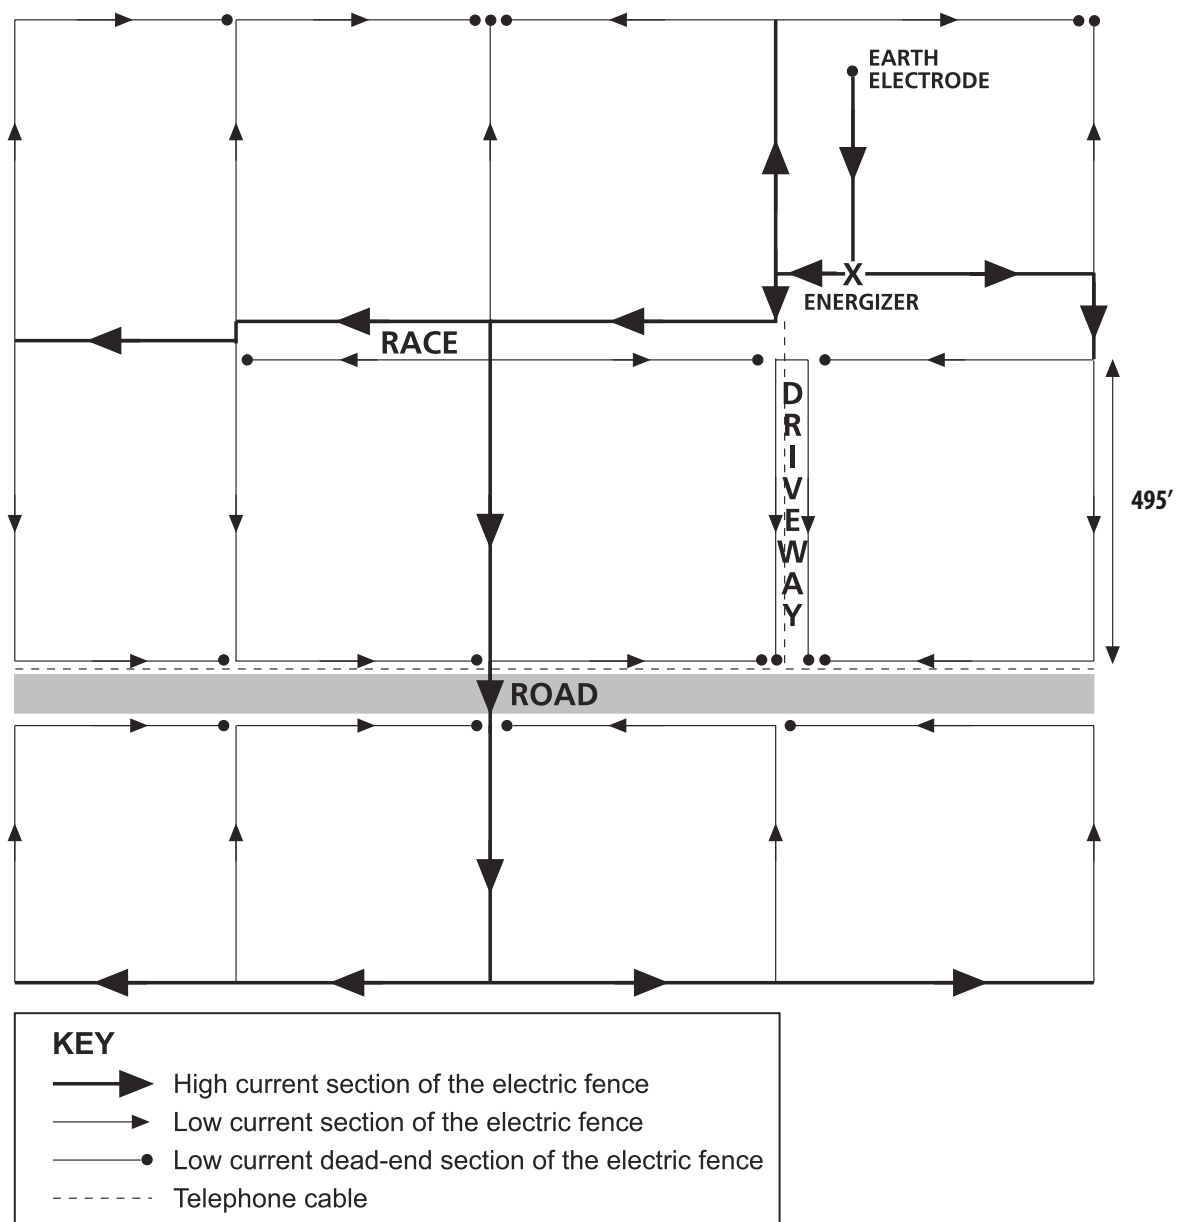 EARTH
ELECTRODE
X
ENERGIZER
RACE
D
R
I
V
E
W
A
Y
495’
ROAD
KEY
High current section of the electric fence
Low current section of the electric fence
Low current dead-end section of the electric fence
Telephone cable